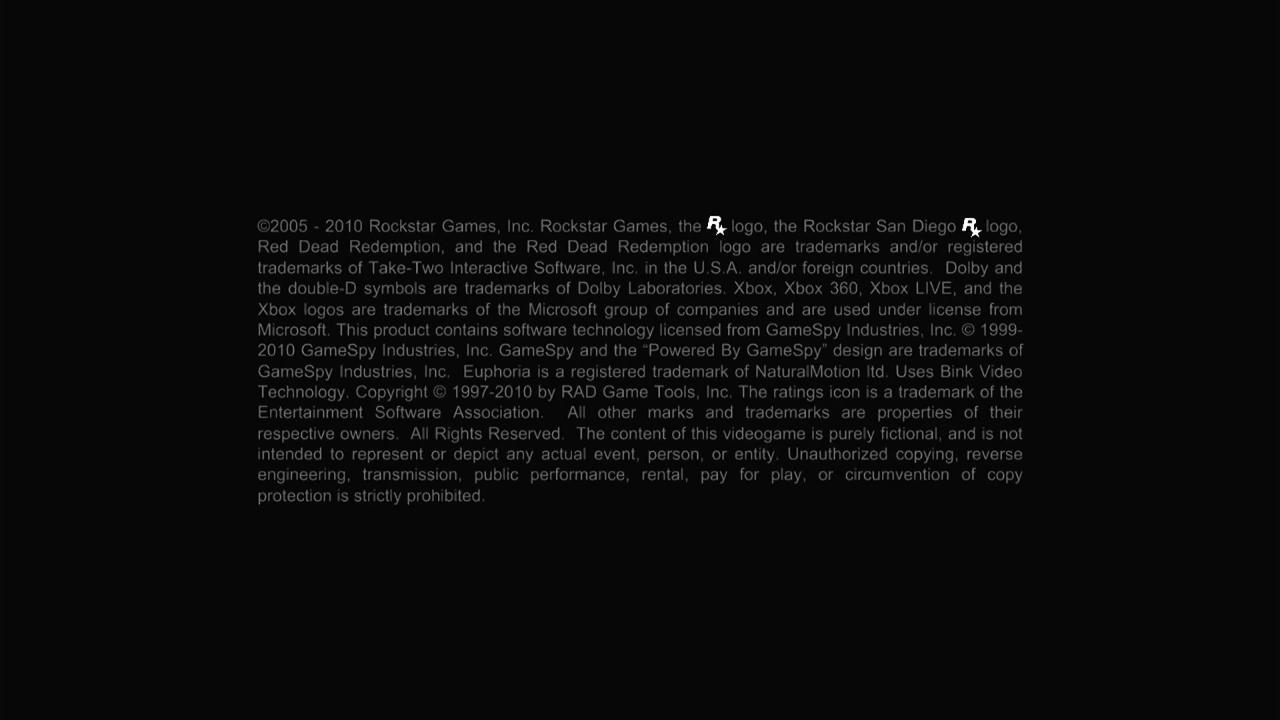 ©2005 - 2010 Rockstar Games, Inc. Rockstar Games, the R★ logo, the Rockstar San Diego R★ logo,
Red Dead Redemption, and the Red Dead Redemption logo are trademarks and/or registered
trademarks of Take-Two Interactive Software, Inc. in the U.S.A. and/or foreign countries.  Dolby and
the double-D symbols are trademarks of Dolby Laboratories. Xbox, Xbox 360, Xbox LIVE, and the
Xbox logos are trademarks of the Microsoft group of companies and are used under license from
Microsoft. This product contains software technology licensed from GameSpy Industries, Inc. © 1999-
2010 GameSpy Industries, Inc. GameSpy and the “Powered By GameSpy” design are trademarks of
GameSpy Industries, Inc.  Euphoria is a registered trademark of NaturalMotion ltd. Uses Bink Video
Technology. Copyright © 1997-2010 by RAD Game Tools, Inc. The ratings icon is a trademark of the
Entertainment Software Association.  All other marks and trademarks are properties of their
respective owners.  All Rights Reserved.  The content of this videogame is purely fictional, and is not
intended to represent or depict any actual event, person, or entity. Unauthorized copying, reverse
engineering, transmission, public performance, rental, pay for play, or circumvention of copy
protection is strictly prohibited.